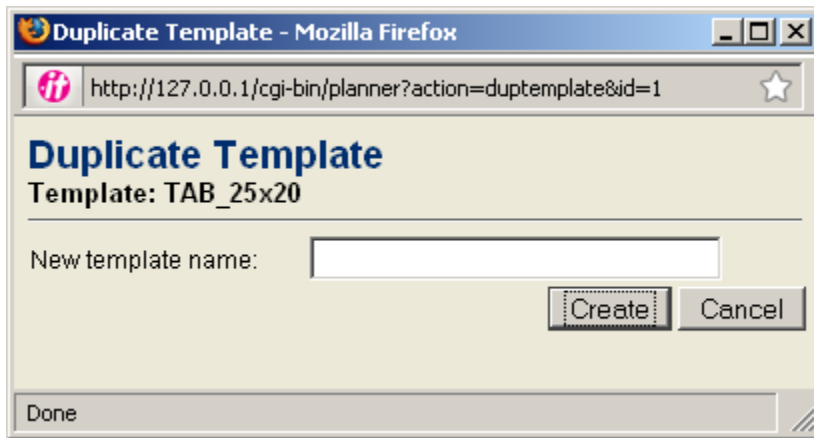 Duplicate Template - Mozilla Firefox
it http://127.0.0.1/cgi-bin/planner?action=duptemplate&id=1
Duplicate Template
Template: TAB_25x20
New template name:
Create Cancel
Done